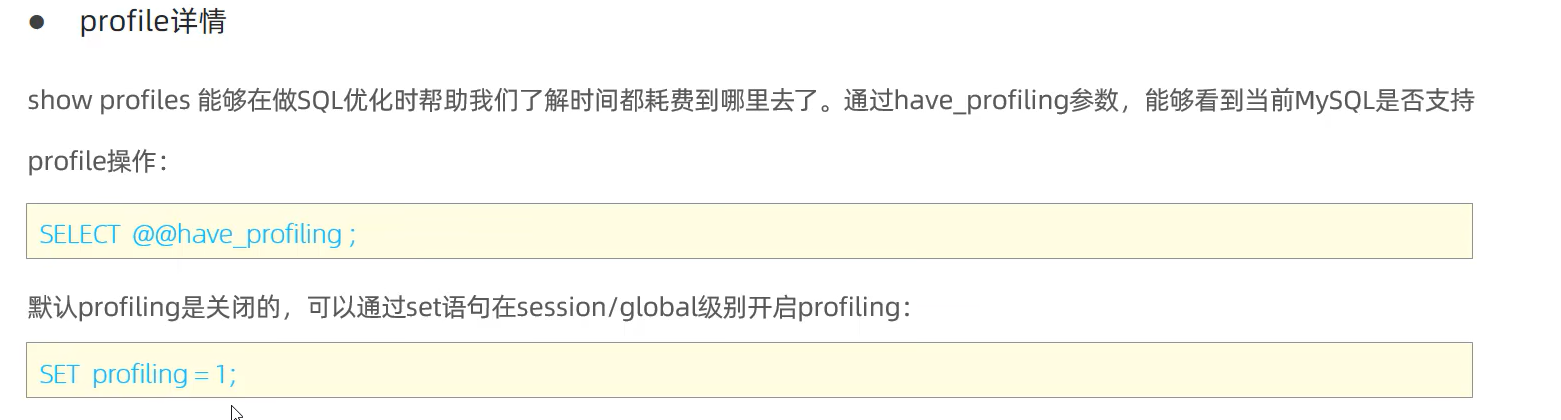 ● profile详情
show profiles 能够在做SQL优化时帮助我们了解时间都耗费到哪里去了。通过have_profiling参数，能够看到当前MySQL是否支持
profile操作：
SELECT @@have_profiling ;
默认profiling是关闭的，可以通过set语句在session/global级别开启profiling：
SET profiling = 1;